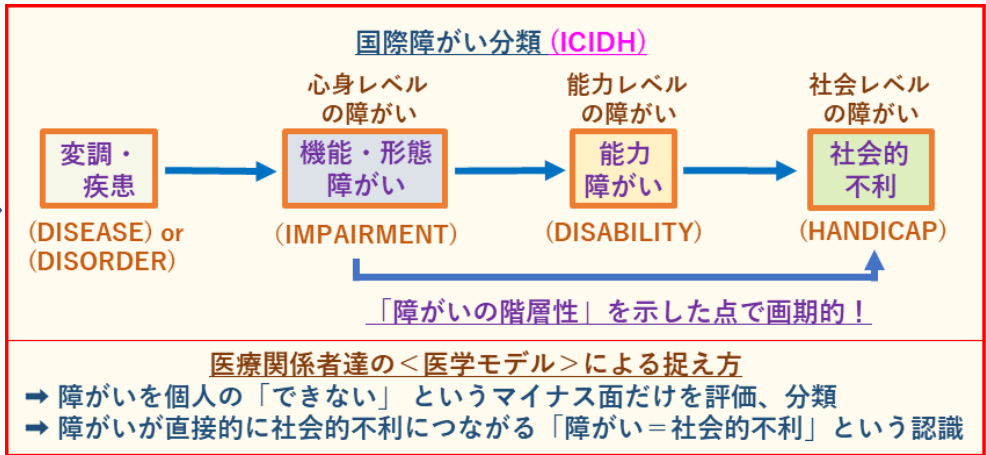 国際障がい分類 (ICIDH)
心身レベル
の障がい
能力レベル
の障がい
社会レベル
の障がい
変調・
疾患
機能・形態
障がい
能力
障がい
社会的
不利
(DISEASE) or
(DISORDER)
(IMPAIRMENT)
(DISABILITY)
(HANDICAP)
「障がいの階層性」を示した点で画期的！
医療関係者達の＜医学モデル＞による捉え方
➡ 障がいを個人の「できない」 というマイナス面だけを評価、分類
➡ 障がいが直接的に社会的不利につながる「障がい＝社会的不利」という認識